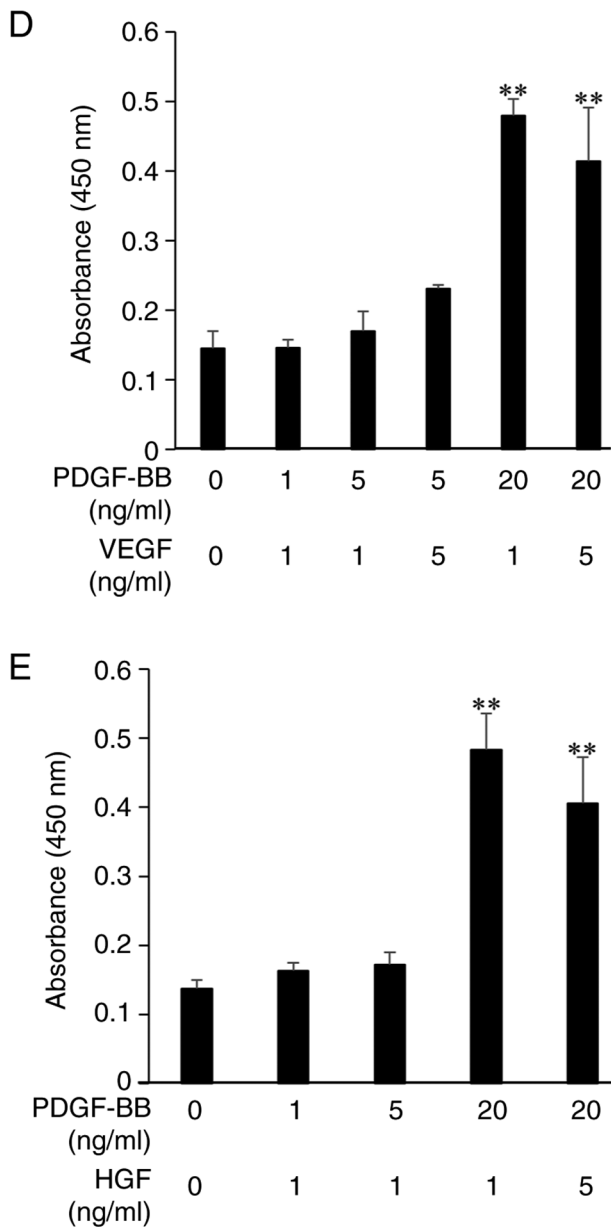 D
0.6
0.5
0.4
0.3
0.2
0.1
0
Absorbance (450 nm)
** **
PDGF-BB 0 1 5 5 20 20
(ng/ml)
VEGF 0 1 1 5 1 5
(ng/ml)
E
0.6
0.5
0.4
0.3
0.2
0.1
0
Absorbance (450 nm)
** **
PDGF-BB 0 1 5 20 20
(ng/ml)
HGF 0 1 1 1 5
(ng/ml)